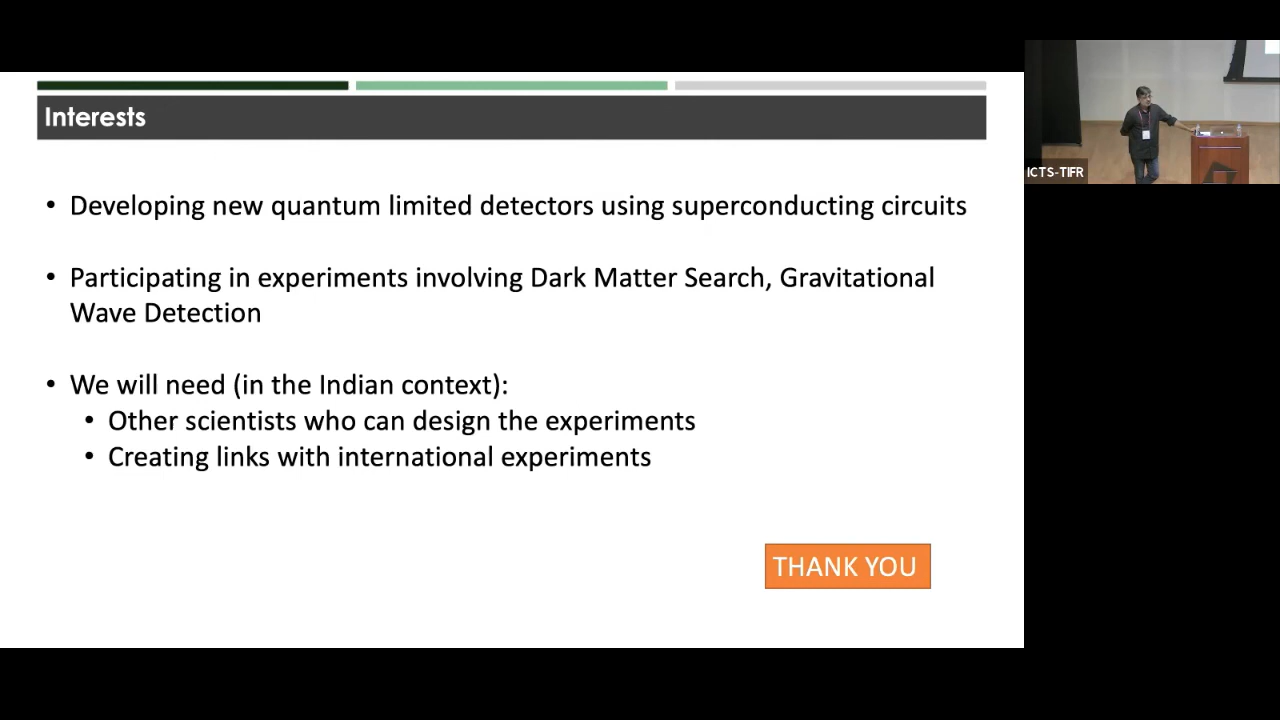 Interests
• Developing new quantum limited detectors using superconducting circuits
• Participating in experiments involving Dark Matter Search, Gravitational
Wave Detection
• We will need (in the Indian context):
• Other scientists who can design the experiments
• Creating links with international experiments
THANK YOU
ICTS-TIFR